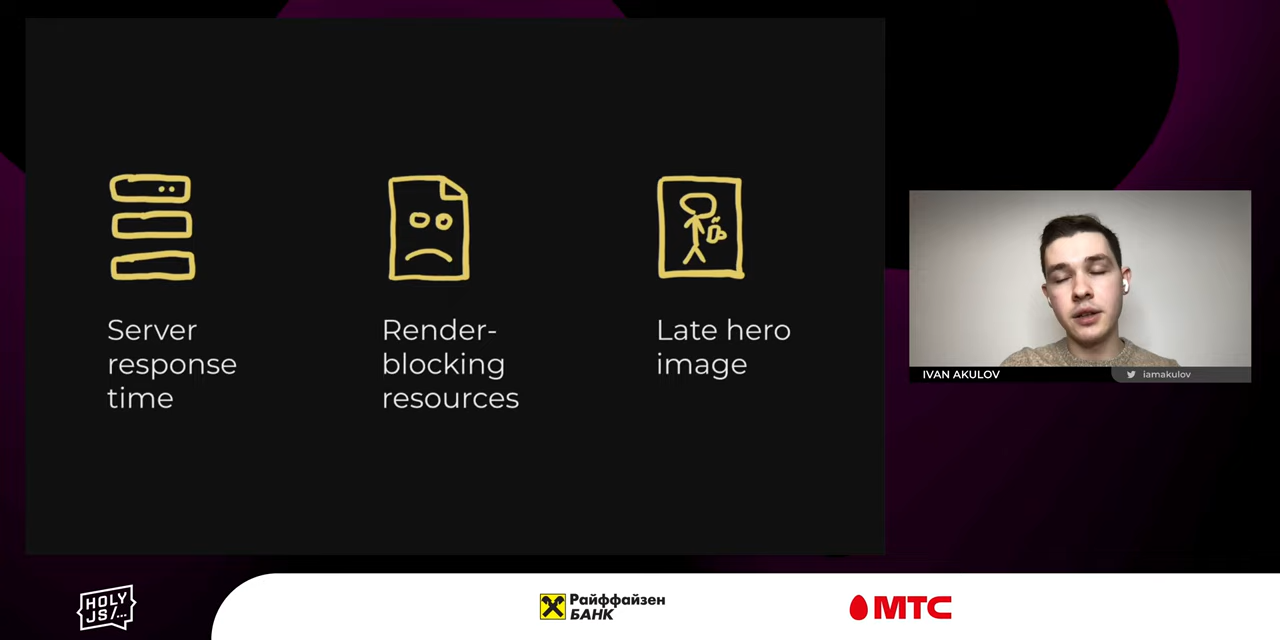 Server
response
time
Render-
blocking
resources
Late hero
image
IVAN AKULOV
iamakulov
HOLY
JS/...
Райффайзен
БАНК
МТС